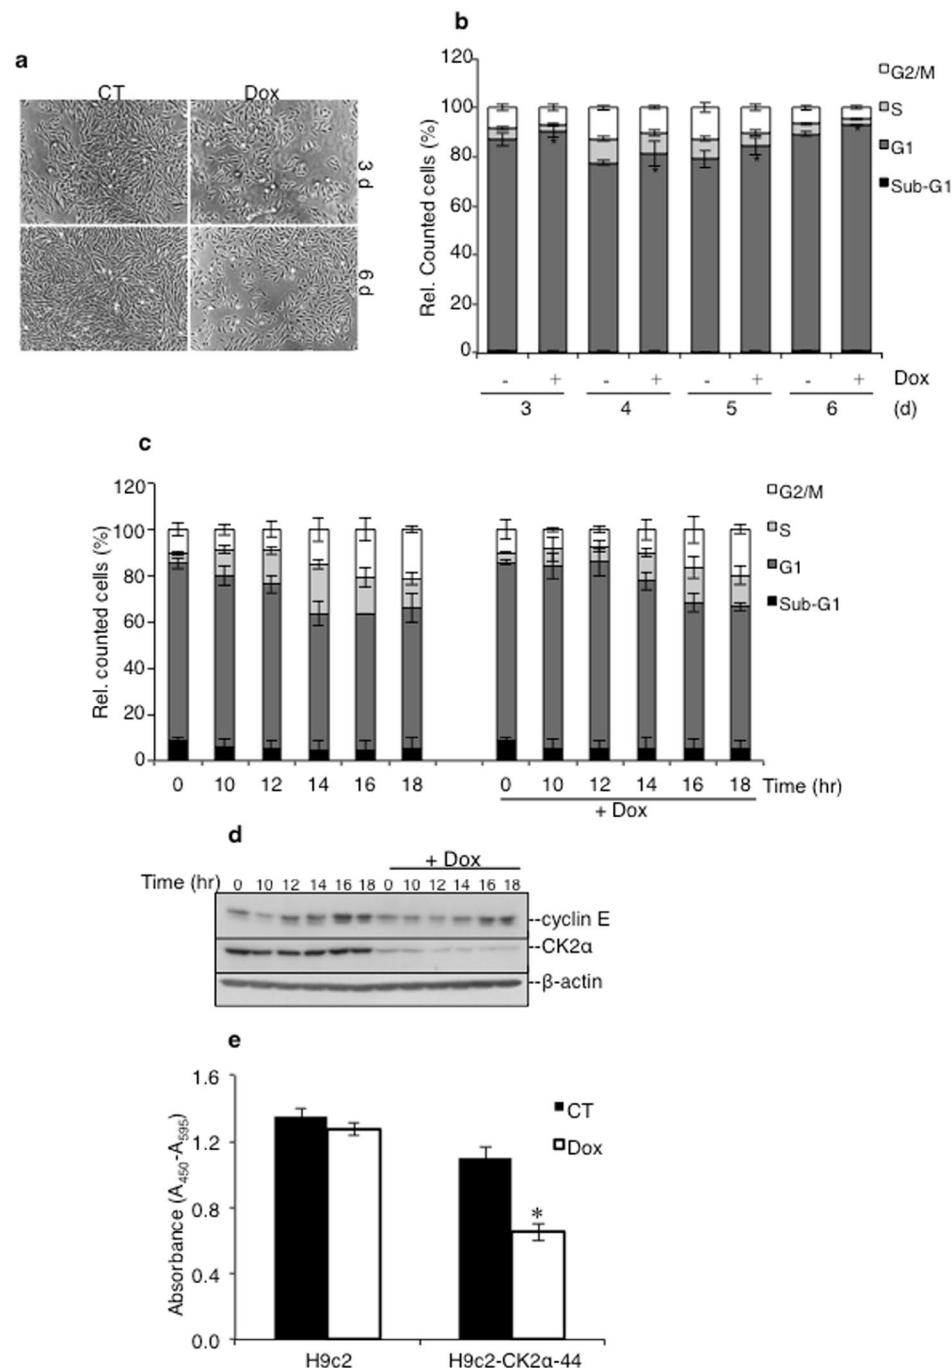 a
CT Dox
3 d
6 d
b
120
100
80
60
40
20
0
Rel. Counted cells (%)
G2/M
S
G1
Sub-G1
* * * *
- + - + - + - + Dox
3 4 5 6 (d)
c
120
100
80
60
40
20
0
Rel. counted cells (%)
G2/M
S
G1
Sub-G1
0 10 12 14 16 18 0 10 12 14 16 18 Time (hr)
+ Dox
d
+ Dox
Time (hr) 0 10 12 14 16 18 0 10 12 14 16 18
--cyclin E
--CK2α
--β-actin
e
1.6
1.2
0.8
0.4
0.0
Absorbance (A450-A595)
CT
Dox
*
H9c2 H9c2-CK2α-44